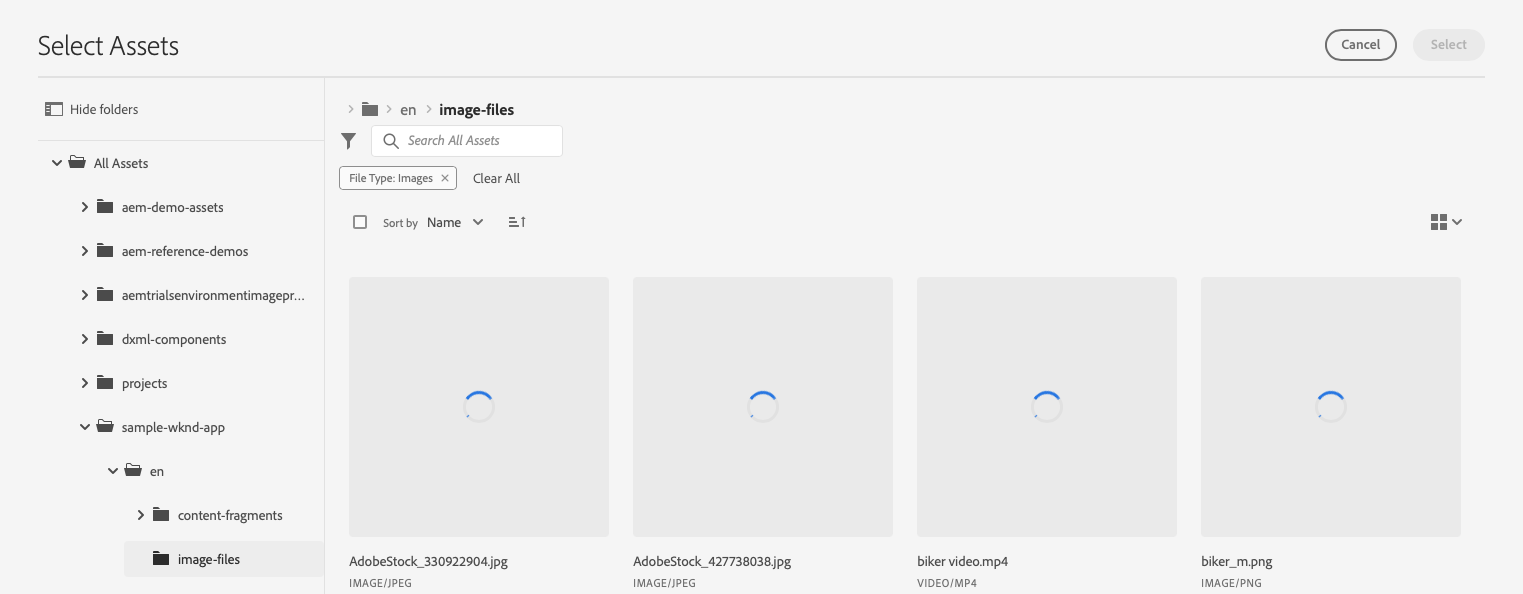 Select Assets
Cancel
Select
Hide folders
All Assets
aem-demo-assets
aem-reference-demos
aemtrialsenvironmentimagepr...
dxml-components
projects
sample-wknd-app
en
content-fragments
image-files
en
image-files
Search All Assets
File Type: Images
Clear All
Sort by Name
AdobeStock_330922904.jpg
IMAGE/JPEG
AdobeStock_427738038.jpg
IMAGE/JPEG
biker video.mp4
VIDEO/MP4
biker_m.png
IMAGE/PNG